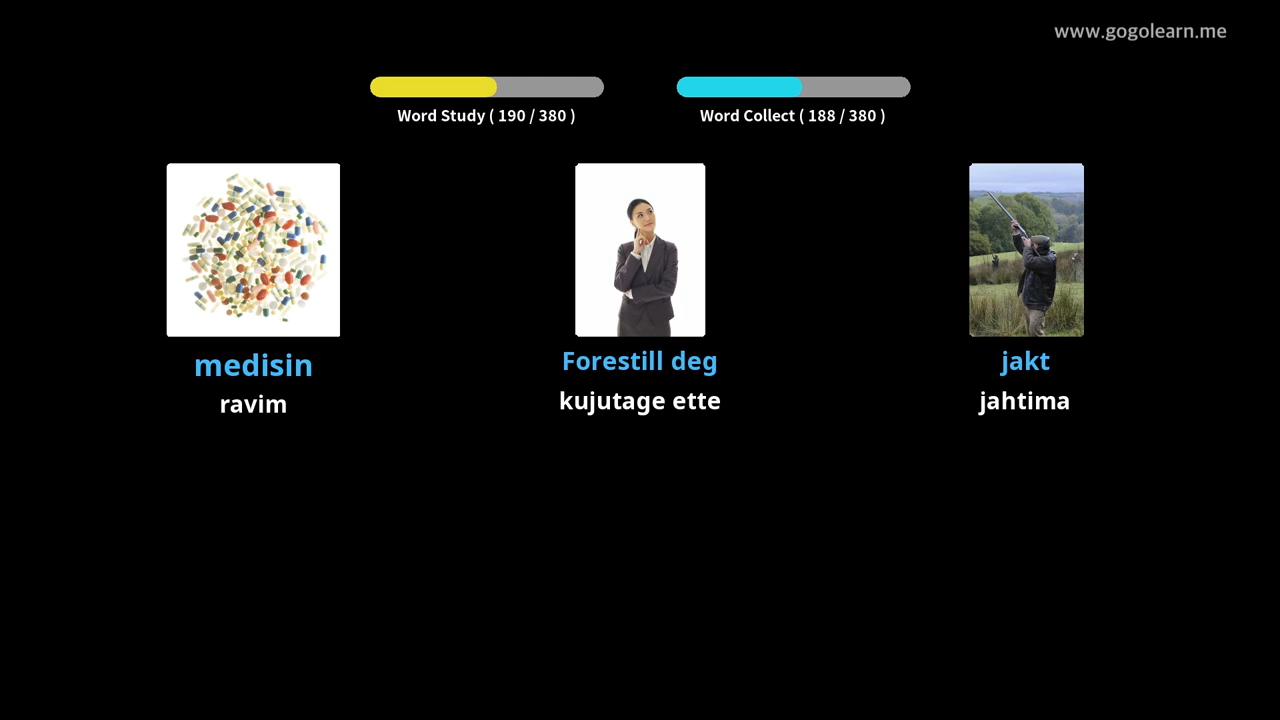 www.gogolearn.me
Word Study ( 190 / 380 )
Word Collect ( 188 / 380 )
medisin
ravim
Forestill deg
kujutage ette
jakt
jahtima